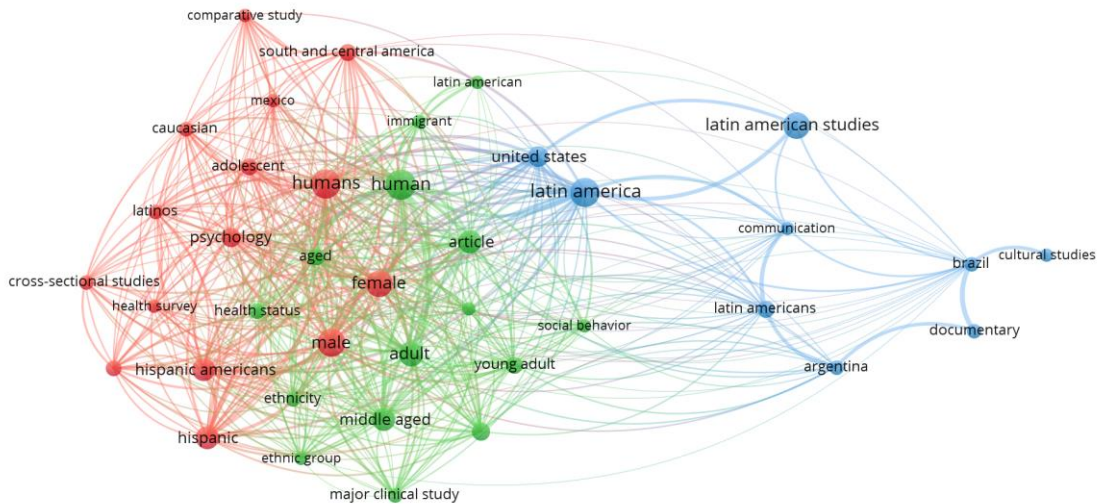 comparative study
south and central america
latin american
mexico
immigrant
latin american studies
caucasian
united states
adolescent
humans
human
latin america
latinos
communication
psychology
article
aged
cultural studies
brazil
cross-sectional studies
female
health survey
health status
latin americans
social behavior
documentary
male
adult
young adult
argentina
hispanic americans
ethnicity
middle aged
hispanic
ethnic group
major clinical study